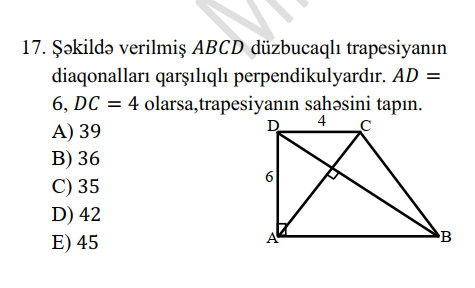 17. Şəkildə verilmiş ABCD düzbucaqlı trapesiyanın
diaqonalları qarşılıqlı perpendikulyardır. AD =
6, DC = 4 olarsa,trapesiyanın sahəsini tapın.
A) 39
B) 36
C) 35
D) 42
E) 45
D 4 C
6
A B